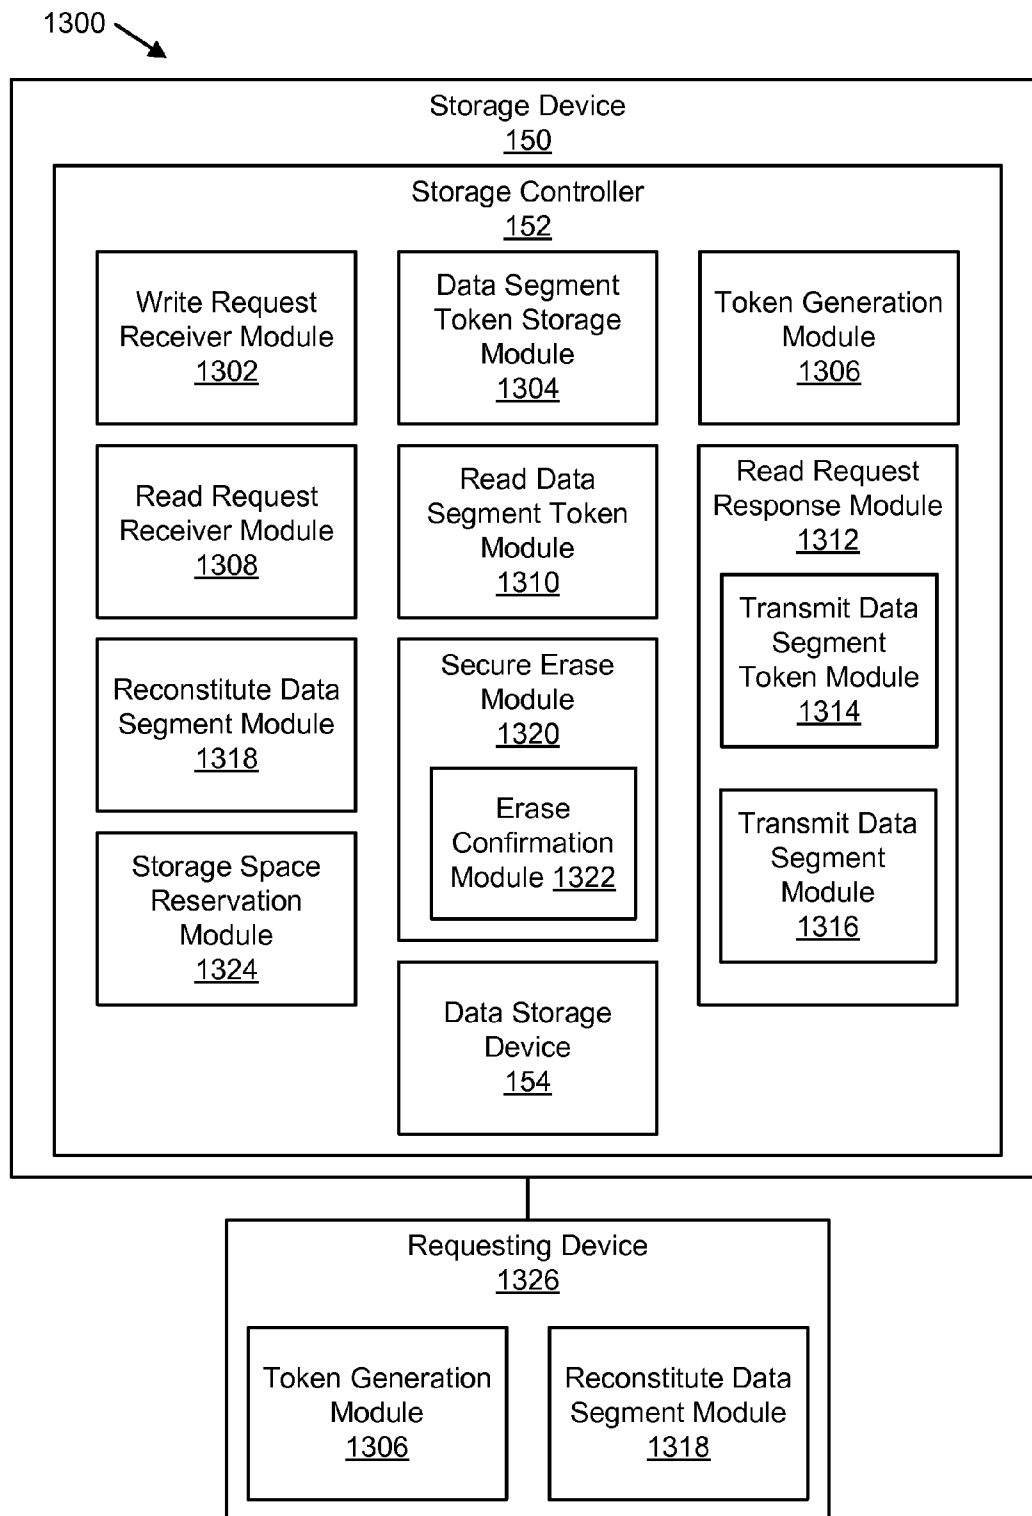 1300
Storage Device
150
Storage Controller
152
Write Request
Receiver Module
1302
Data Segment
Token Storage
Module
1304
Token Generation
Module
1306
Read Request
Receiver Module
1308
Read Data
Segment Token
Module
1310
Read Request
Response Module
1312
Transmit Data
Segment
Token Module
1314
Transmit Data
Segment
Module
1316
Reconstitute Data
Segment Module
1318
Secure Erase
Module
1320
Erase
Confirmation
Module 1322
Storage Space
Reservation
Module
1324
Data Storage
Device
154
Requesting Device
1326
Token Generation
Module
1306
Reconstitute Data
Segment Module
1318